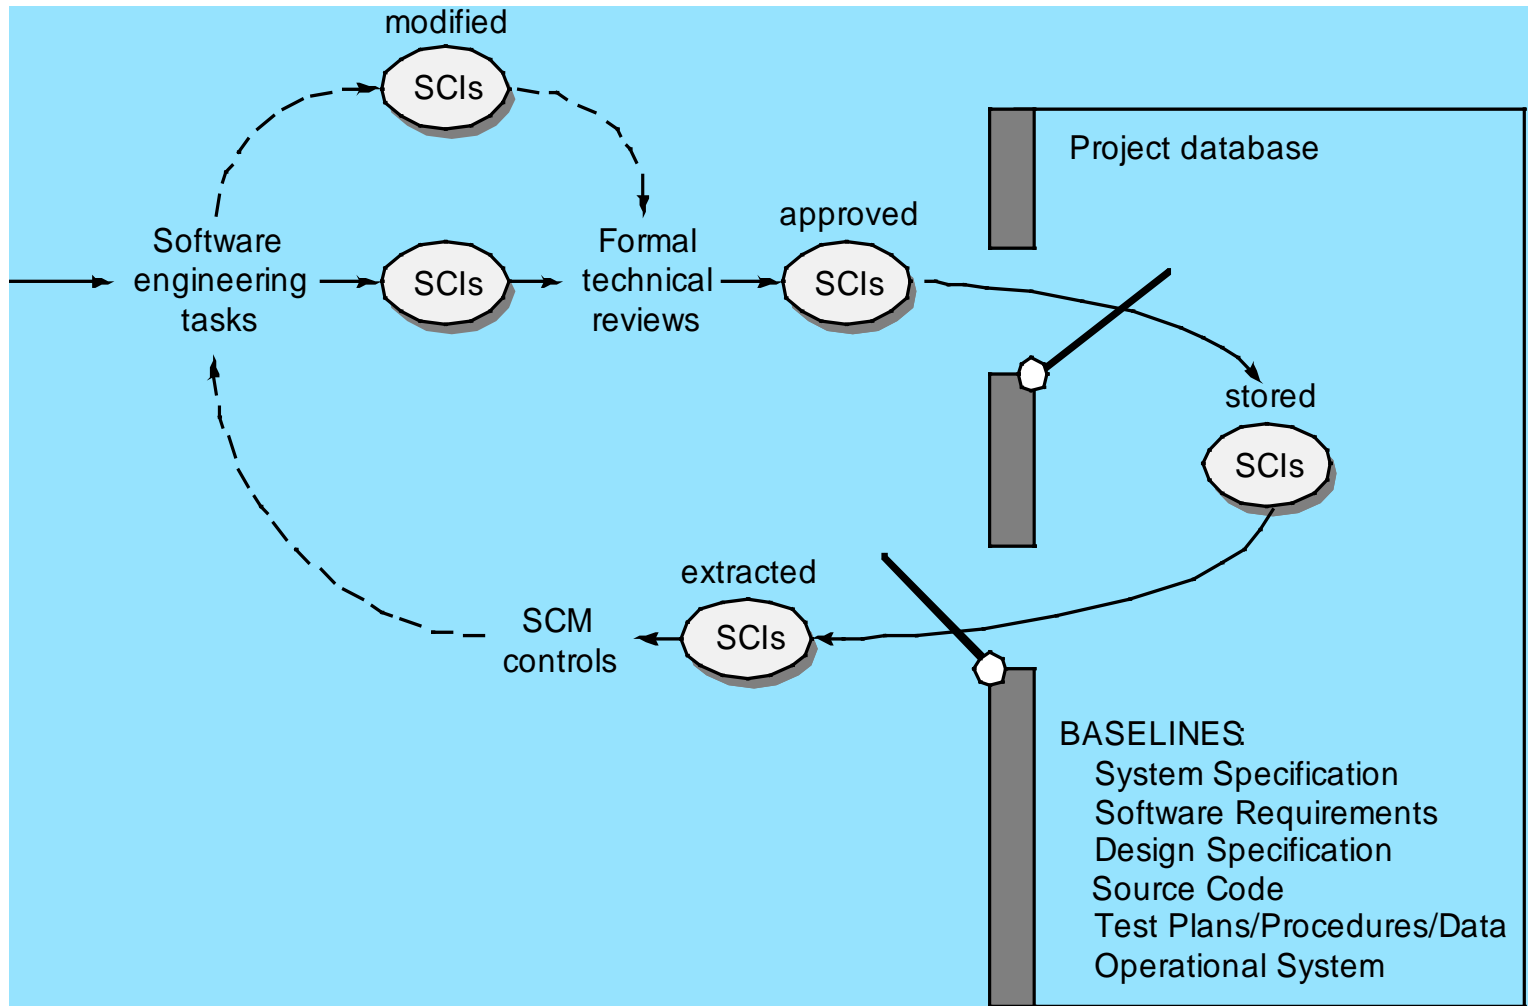 modified
SCIs
Project database
approved
Software
engineering
tasks
SCIs
Formal
technical
reviews
SCIs
stored
SCIs
extracted
SCIs
SCM
controls
BASELINES:
System Specification
Software Requirements
Design Specification
Source Code
Test Plans/Procedures/Data
Operational System